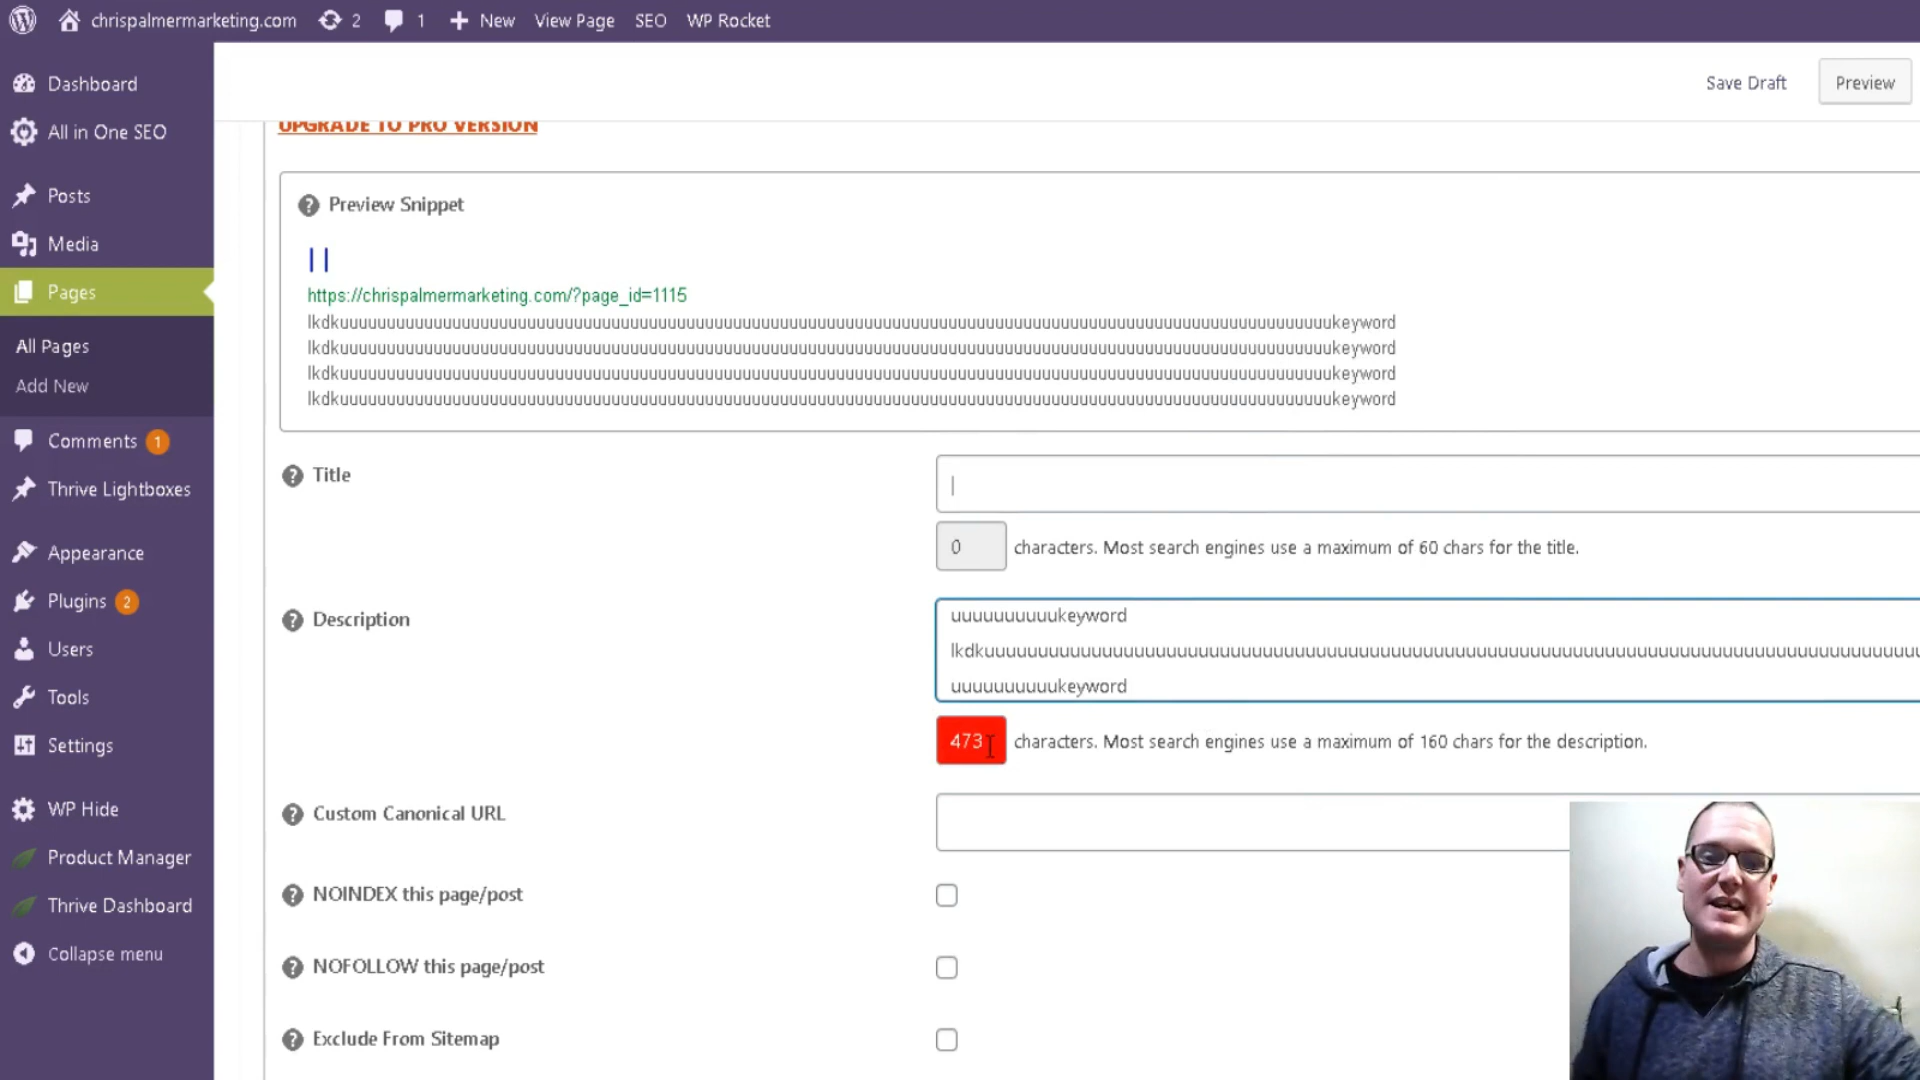 chrispalmermarketing.com 2 1 New View Page SEO WP Rocket
Dashboard
All in One SEO
Posts
Media
Pages
All Pages
Add New
Comments 1
Thrive Lightboxes
Appearance
Plugins 2
Users
Tools
Settings
WP Hide
Product Manager
Thrive Dashboard
Collapse menu
Save Draft Preview
UPGRADE TO PRO VERSION
Preview Snippet
| |
https://chrispalmermarketing.com/?page_id=1115
Title
0 characters. Most search engines use a maximum of 60 chars for the title.
Description
uuuuuuuuuukeyword
uuuuuuuuuukeyword
473 characters. Most search engines use a maximum of 160 chars for the description.
Custom Canonical URL
NOINDEX this page/post
NOFOLLOW this page/post
Exclude From Sitemap